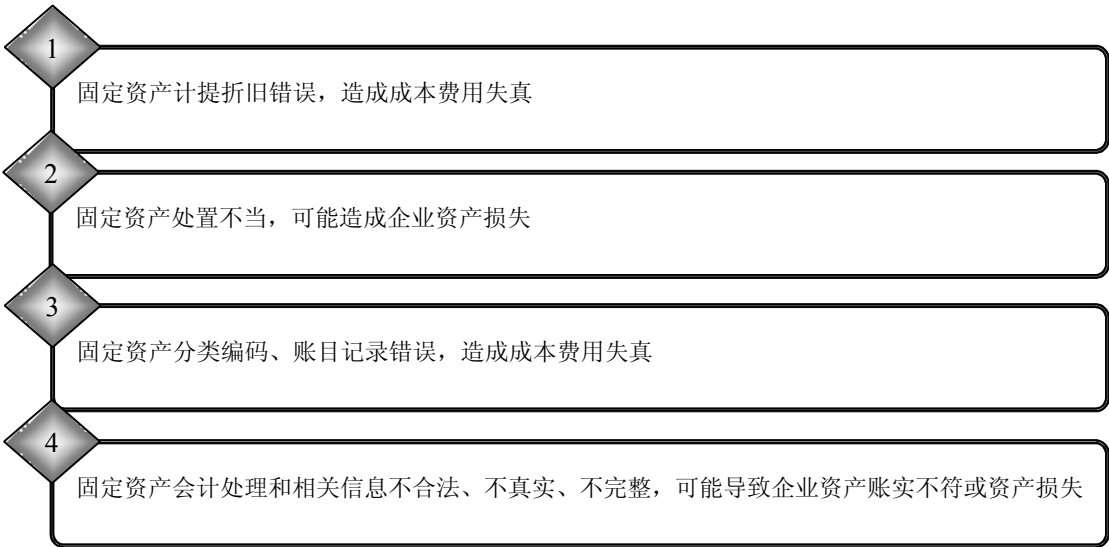 1
固定资产计提折旧错误，造成成本费用失真
2
固定资产处置不当，可能造成企业资产损失
3
固定资产分类编码、账目记录错误，造成成本费用失真
4
固定资产会计处理和相关信息不合法、不真实、不完整，可能导致企业资产账实不符或资产损失